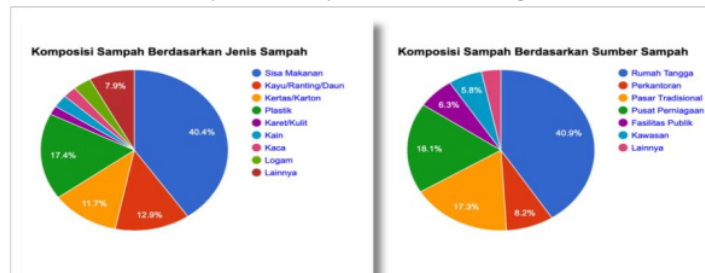 Komposisi Sampah Berdasarkan Jenis Sampah
7.9%
40.4%
17.4%
11.7%
12.9%
Sisa Makanan
Kayu/Ranting/Daun
Kertas/Karton
Plastik
Karet/Kulit
Kain
Kaca
Logam
Lainnya
Komposisi Sampah Berdasarkan Sumber Sampah
5.8%
6.3%
40.9%
18.1%
17.3%
8.2%
Rumah Tangga
Perkantoran
Pasar Tradisional
Pusat Perniagaan
Fasilitas Publik
Kawasan
Lainnya